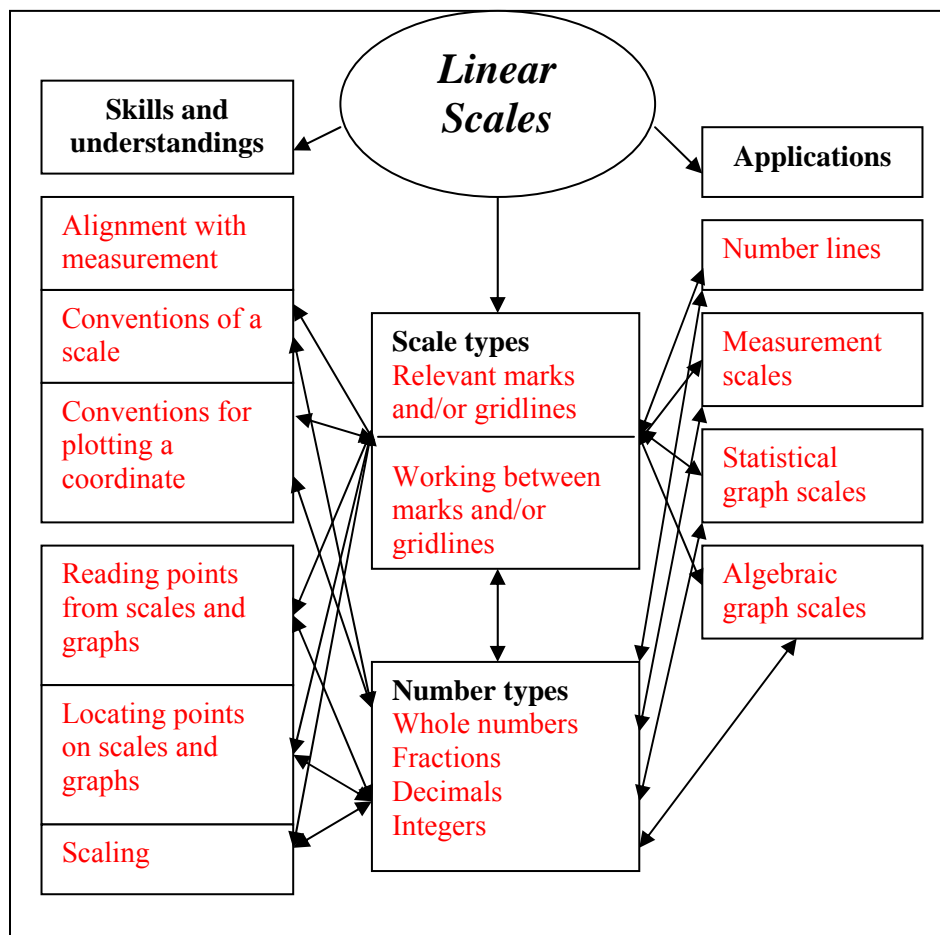 Linear
Scales
Skills and
understandings
Applications
Alignment with
measurement
Conventions of a
scale
Conventions for
plotting a
coordinate
Reading points
from scales and
graphs
Locating points
on scales and
graphs
Scaling
Scale types
Relevant marks
and/or gridlines
Working between
marks and/or
gridlines
Number types
Whole numbers
Fractions
Decimals
Integers
Number lines
Measurement
scales
Statistical
graph scales
Algebraic
graph scales